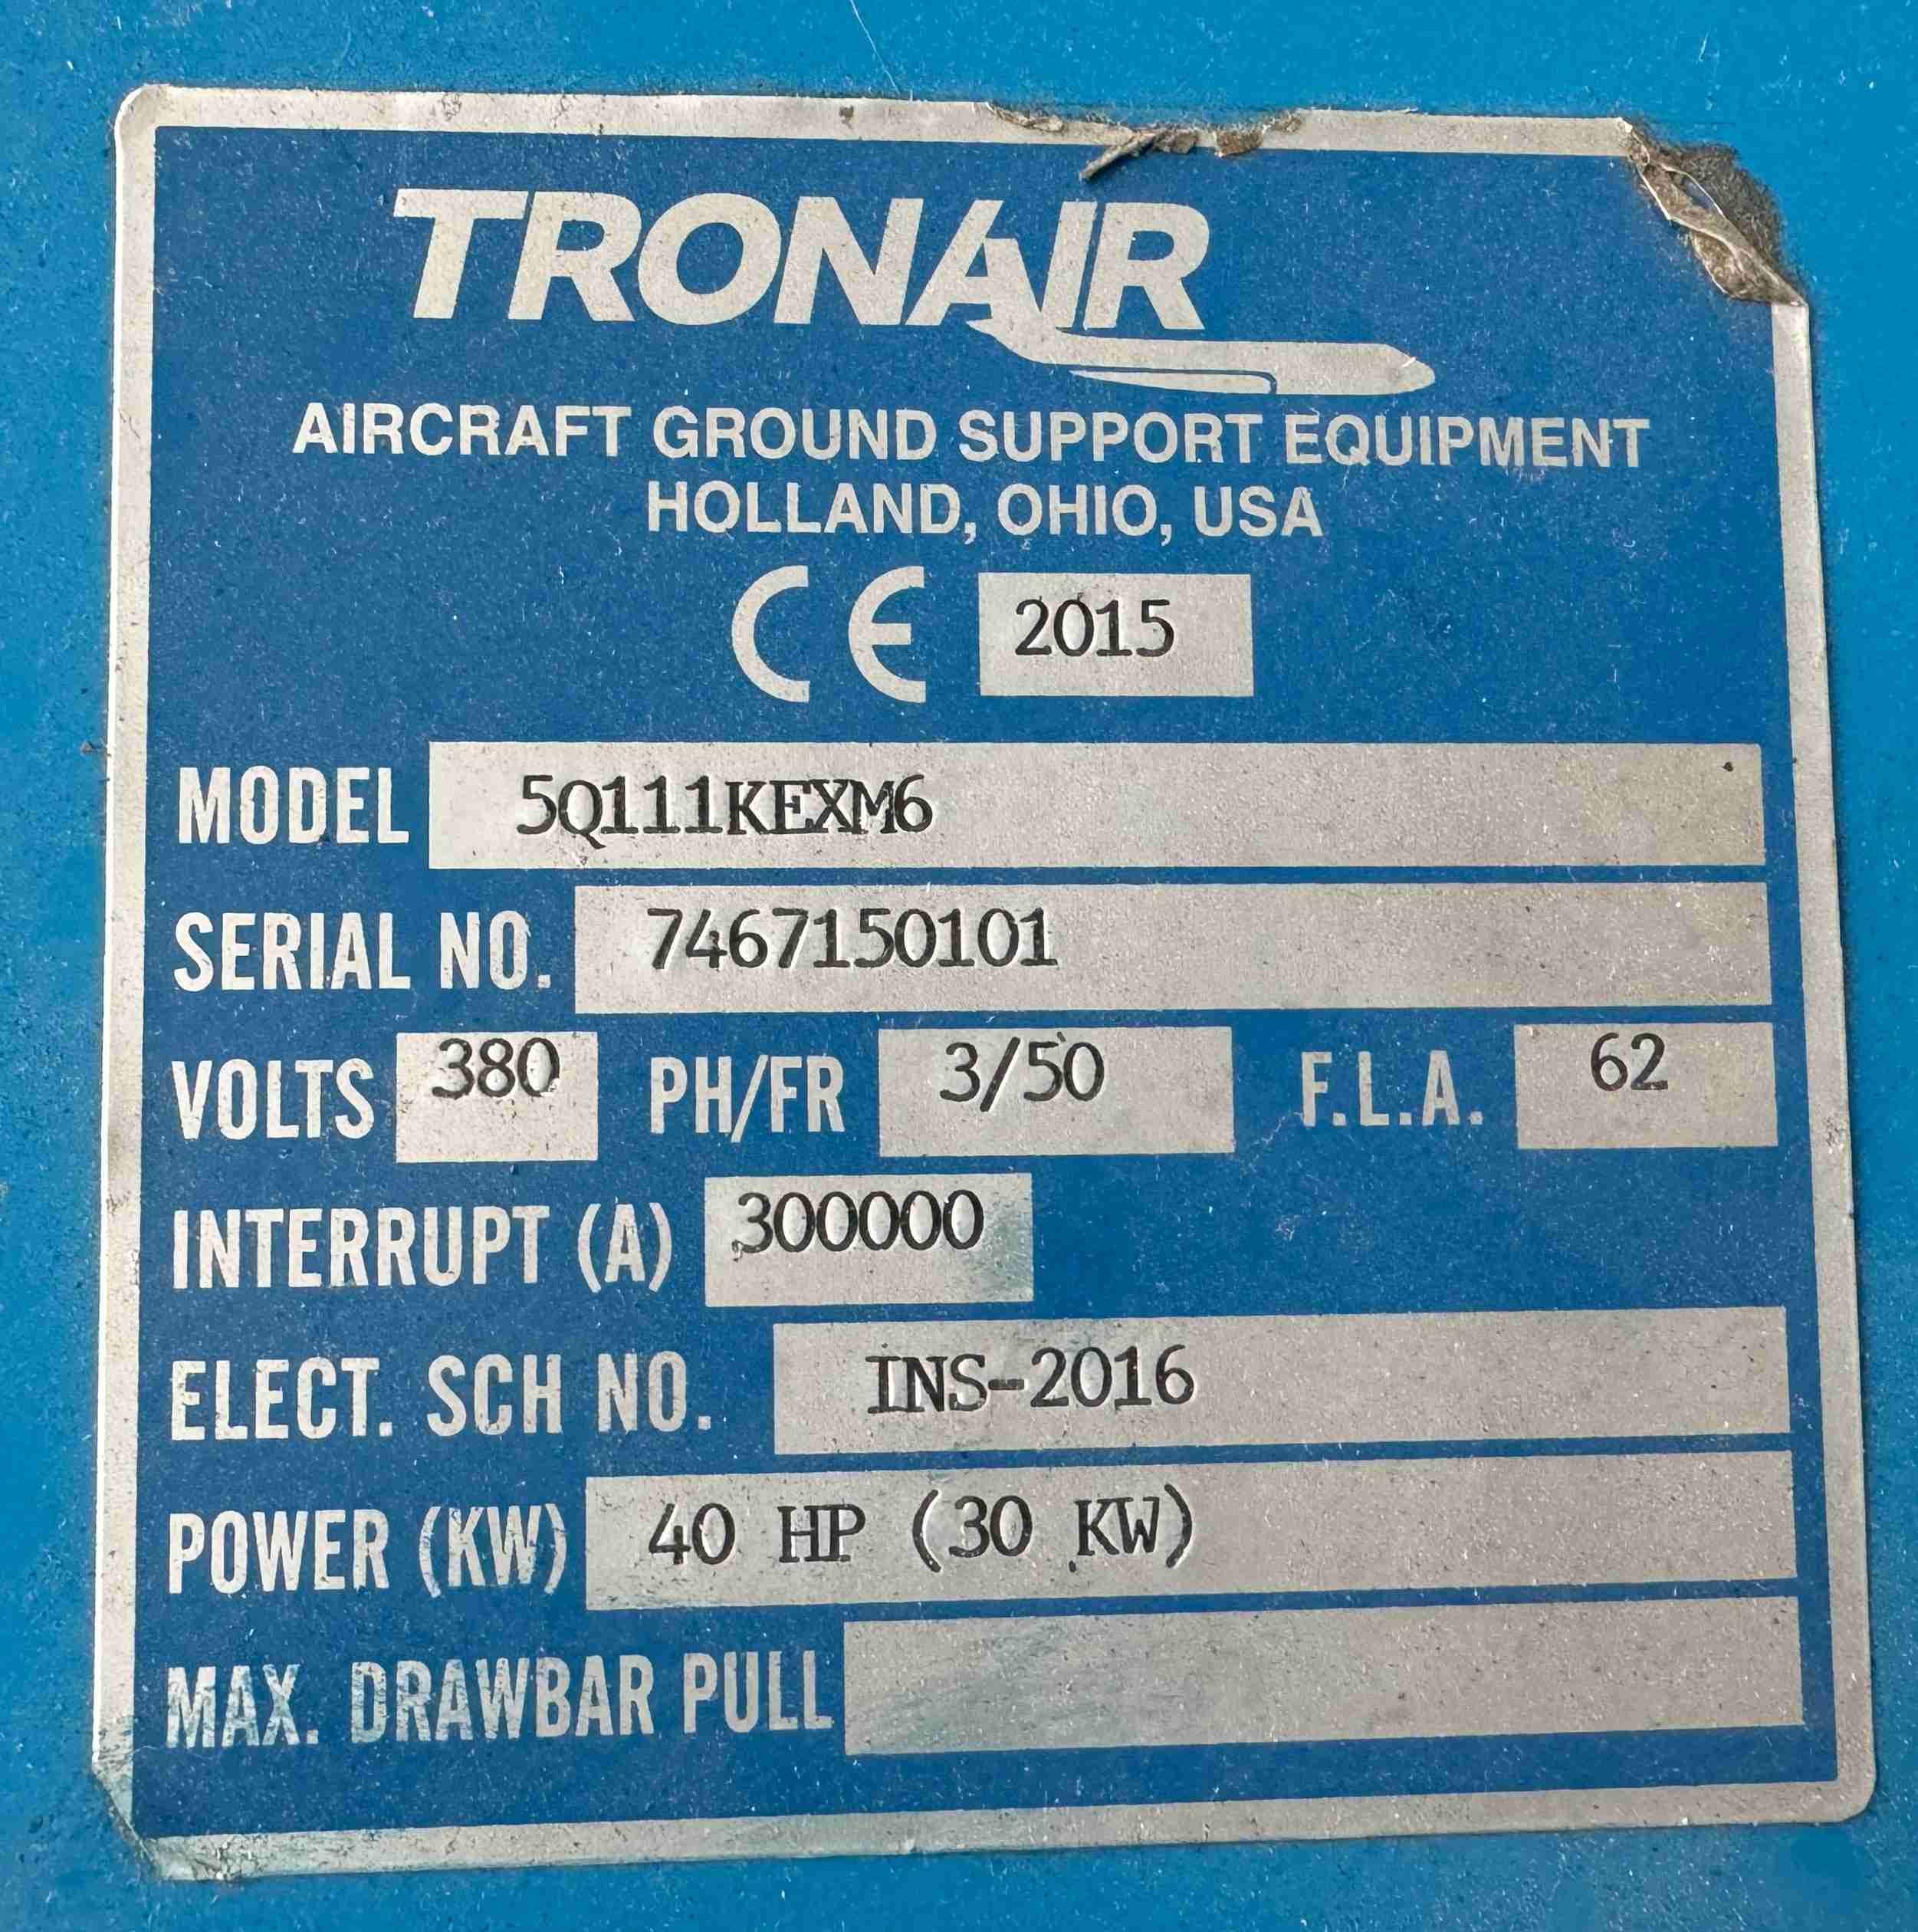 TRONAIR
AIRCRAFT GROUND SUPPORT EQUIPMENT
HOLLAND, OHIO, USA
CE 2015
MODEL 5Q111KEXM6
SERIAL NO. 7467150101
VOLTS 380 PH/FR 3/50 F.L.A. 62
INTERRUPT (A) 300000
ELECT. SCH NO. INS-2016
POWER (KW) 40 HP (30 KW)
MAX. DRAWBAR PULL